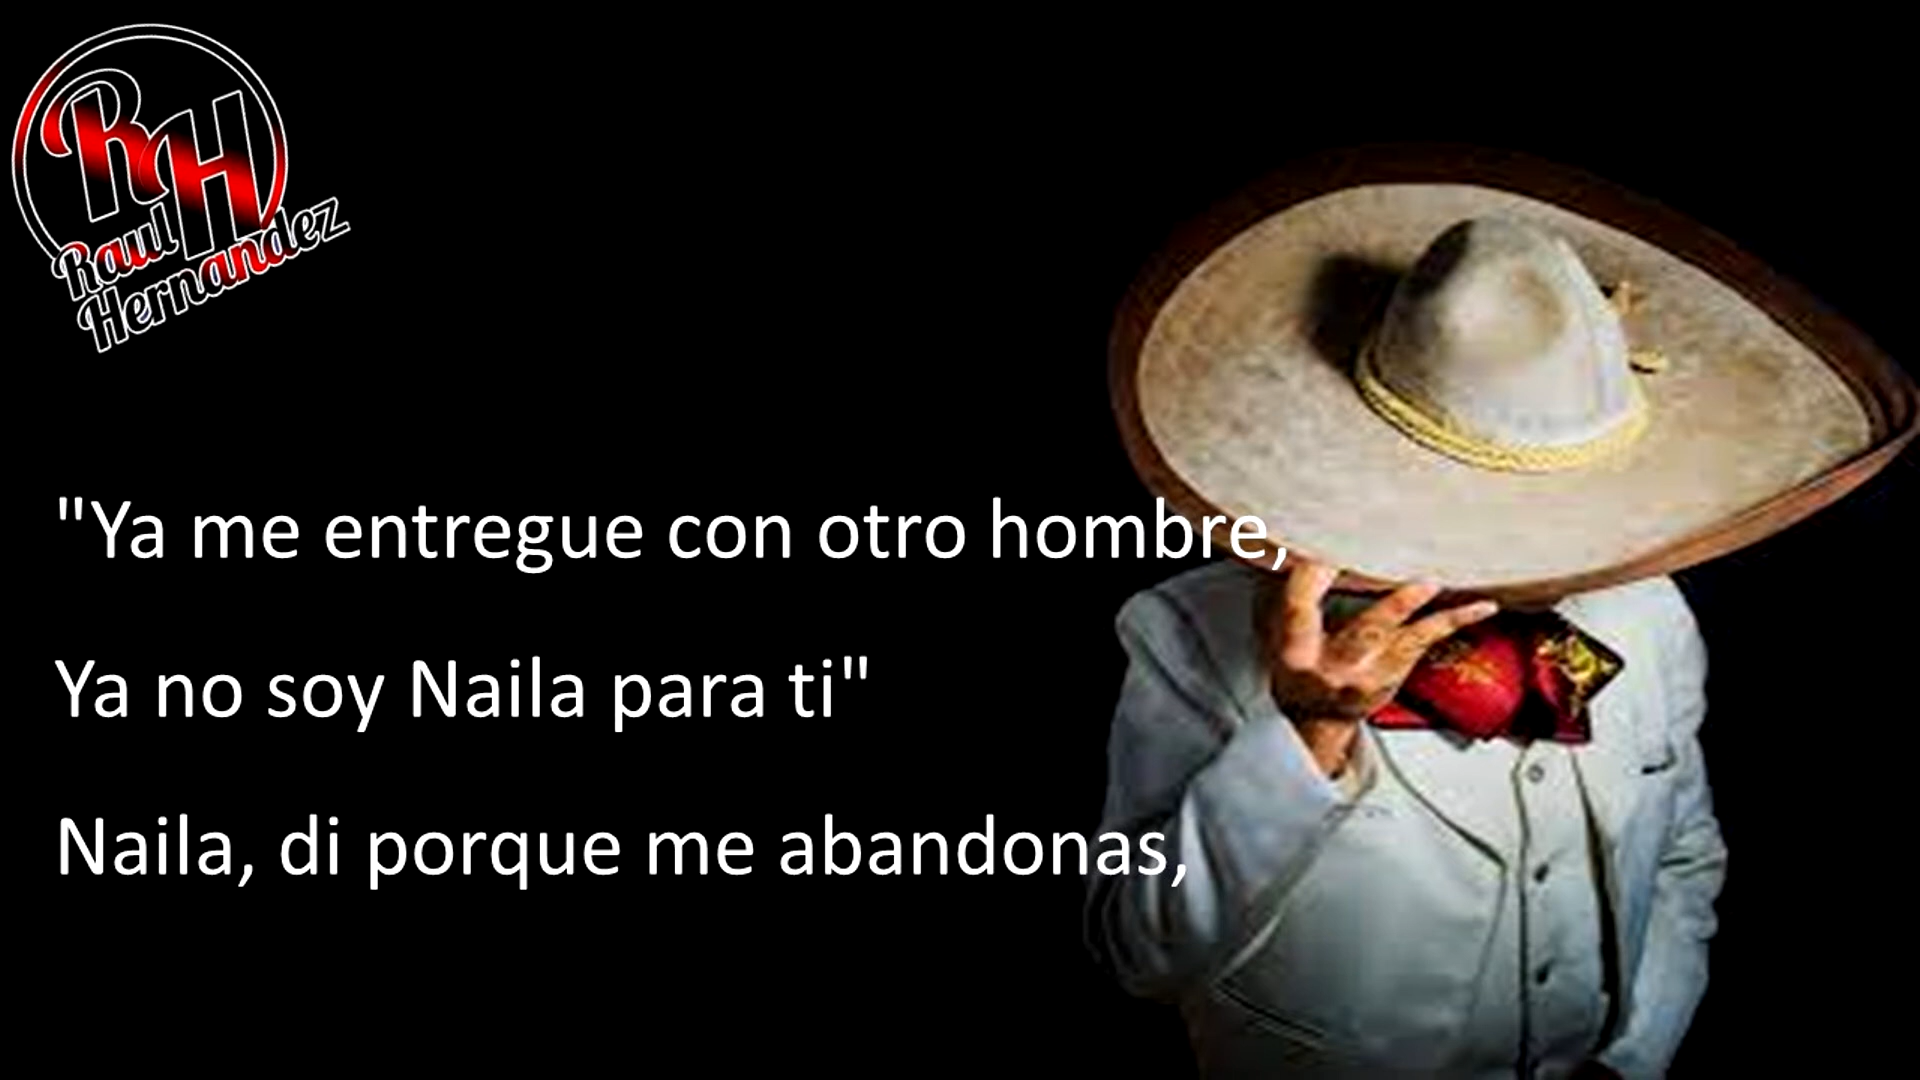 RH
Raul
Hernandez
"Ya me entregue con otro hombre,
Ya no soy Naila para ti"
Naila, di porque me abandonas,